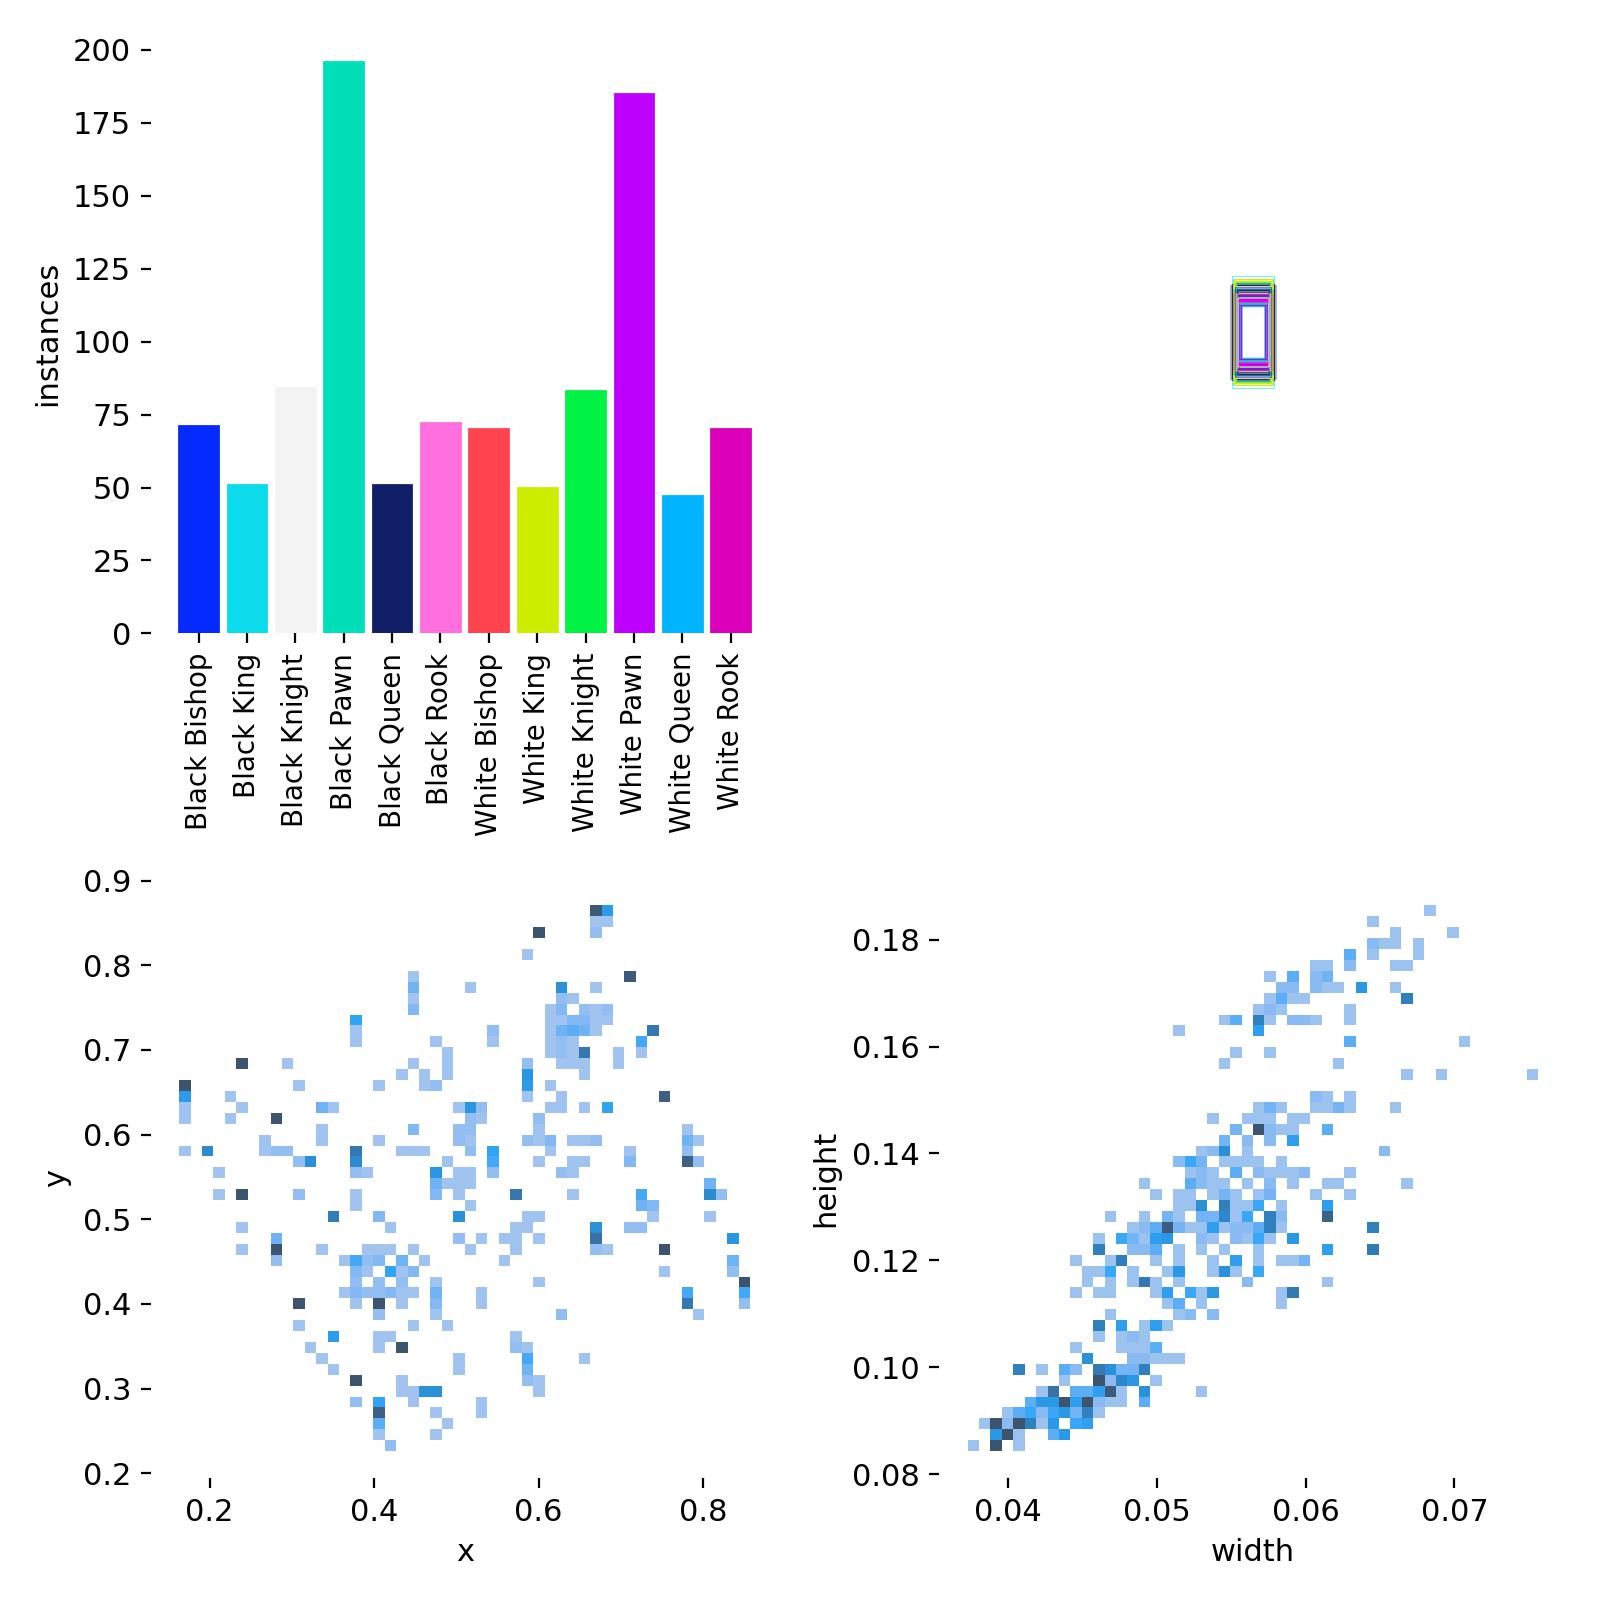 200
175
150
125
100
75
50
25
0
instances
Black Bishop
Black King
Black Knight
Black Pawn
Black Queen
Black Rook
White Bishop
White King
White Knight
White Pawn
White Queen
White Rook
0.9
0.8
0.7
0.6
0.5
0.4
0.3
0.2
y
0.2 0.4 0.6 0.8
x
0.18
0.16
0.14
0.12
0.10
0.08
height
0.04 0.05 0.06 0.07
width